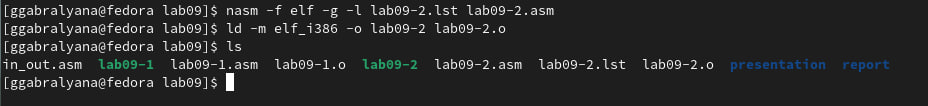 [ggabralyana@fedora lab09]$ nasm -f elf -g -l lab09-2.lst lab09-2.asm
[ggabralyana@fedora lab09]$ ld -m elf_i386 -o lab09-2 lab09-2.o
[ggabralyana@fedora lab09]$ ls
in_out.asm lab09-1 lab09-1.asm lab09-1.o lab09-2 lab09-2.asm lab09-2.lst lab09-2.o presentation report
[ggabralyana@fedora lab09]$